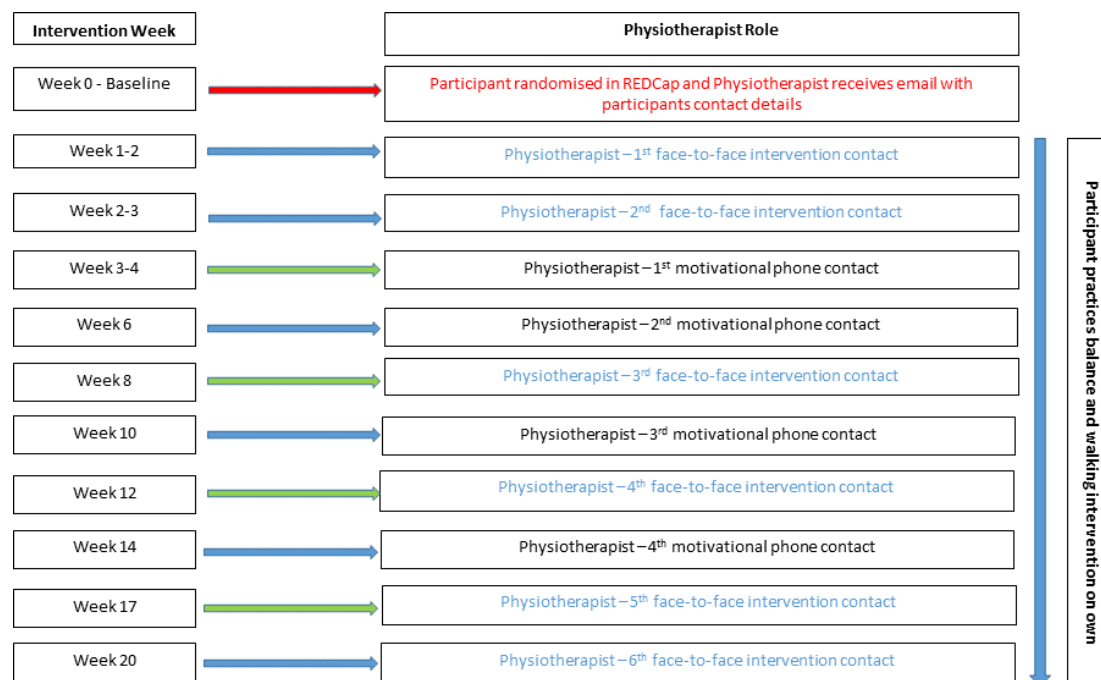 Intervention Week
Physiotherapist Role
Week 0 - Baseline
Participant randomised in REDCap and Physiotherapist receives email with
participants contact details
Week 1-2
Physiotherapist – 1st face-to-face intervention contact
Week 2-3
Physiotherapist – 2nd face-to-face intervention contact
Week 3-4
Physiotherapist – 1st motivational phone contact
Week 6
Physiotherapist – 2nd motivational phone contact
Week 8
Physiotherapist – 3rd face-to-face intervention contact
Week 10
Physiotherapist – 3rd motivational phone contact
Week 12
Physiotherapist – 4th face-to-face intervention contact
Week 14
Physiotherapist – 4th motivational phone contact
Week 17
Physiotherapist – 5th face-to-face intervention contact
Week 20
Physiotherapist – 6th face-to-face intervention contact
Participant practices balance and walking intervention on own